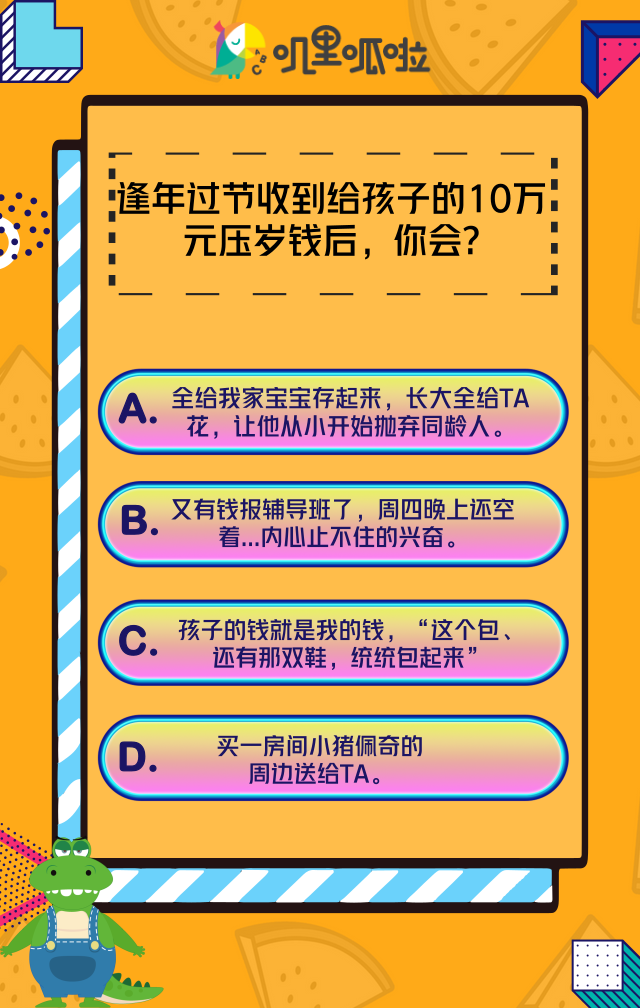 ABC
叽里呱啦
逢年过节收到给孩子的10万
元压岁钱后，你会？
A.
全给我家宝宝存起来，长大全给TA
花，让他从小开始抛弃同龄人。
B.
又有钱报辅导班了，周四晚上还空
着...内心止不住的兴奋。
C.
孩子的钱就是我的钱，“这个包、
还有那双鞋，统统包起来”
D.
买一房间小猪佩奇的
周边送给TA。